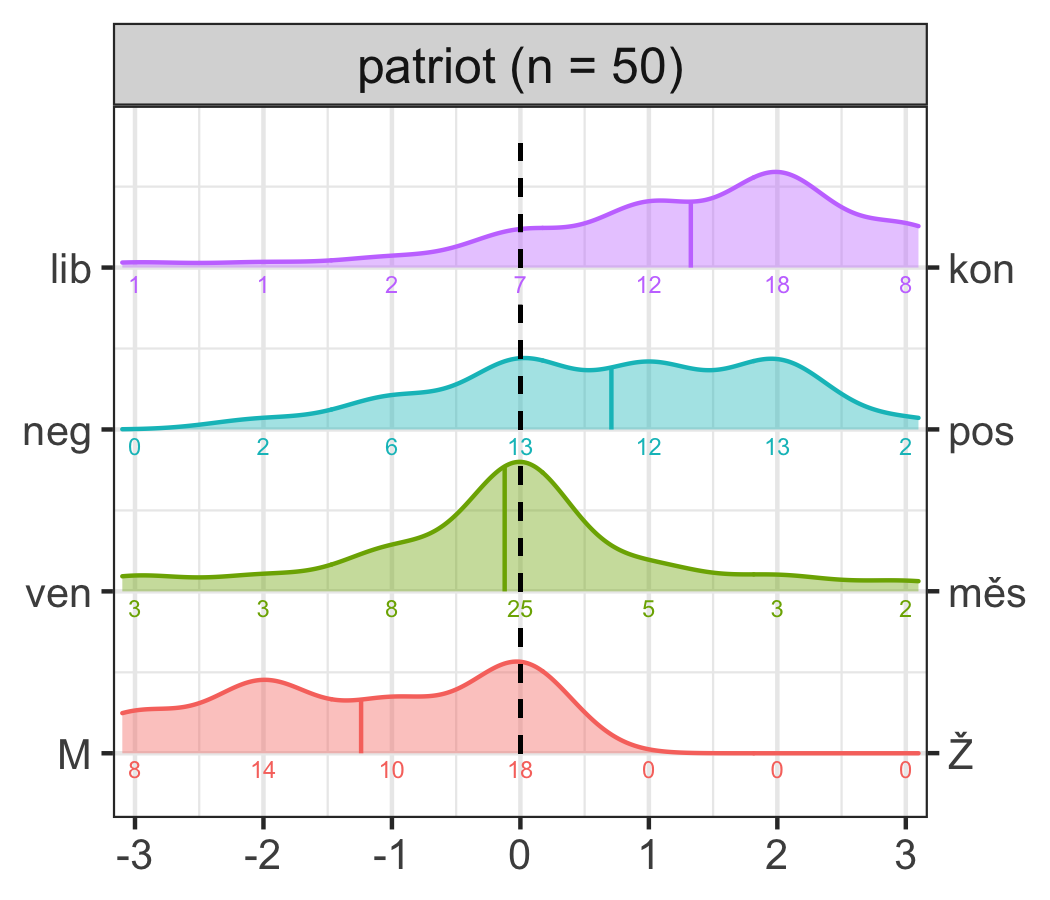 patriot (n = 50)
lib kon
1 1 2 7 12 18 8
neg pos
0 2 6 13 12 13 2
ven měs
3 3 8 25 5 3 2
M Ž
8 14 10 18 0 0 0
-3 -2 -1 0 1 2 3